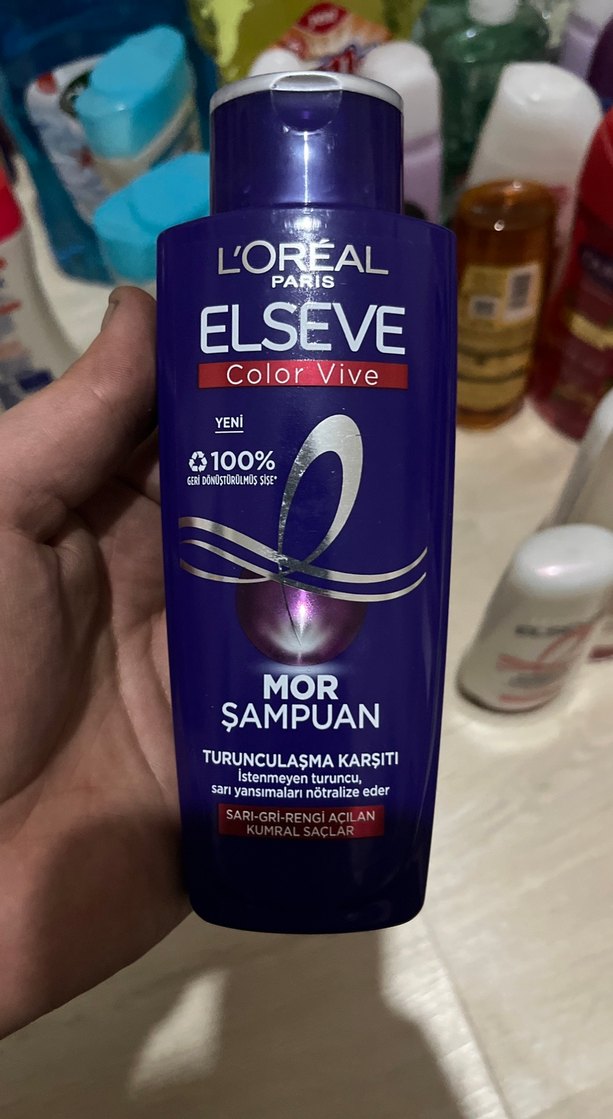 L'ORÉAL
PARIS
ELSEVE
Color Vive
YENİ
100%
GERİ DÖNÜŞTÜRÜLMÜŞ ŞİŞE*
MOR
ŞAMPUAN
TURUNCULAŞMA KARŞITI
İstenmeyen turuncu,
sarı yansımaları nötralize eder
SARI-GRİ-RENGİ AÇILAN
KUMRAL SAÇLAR